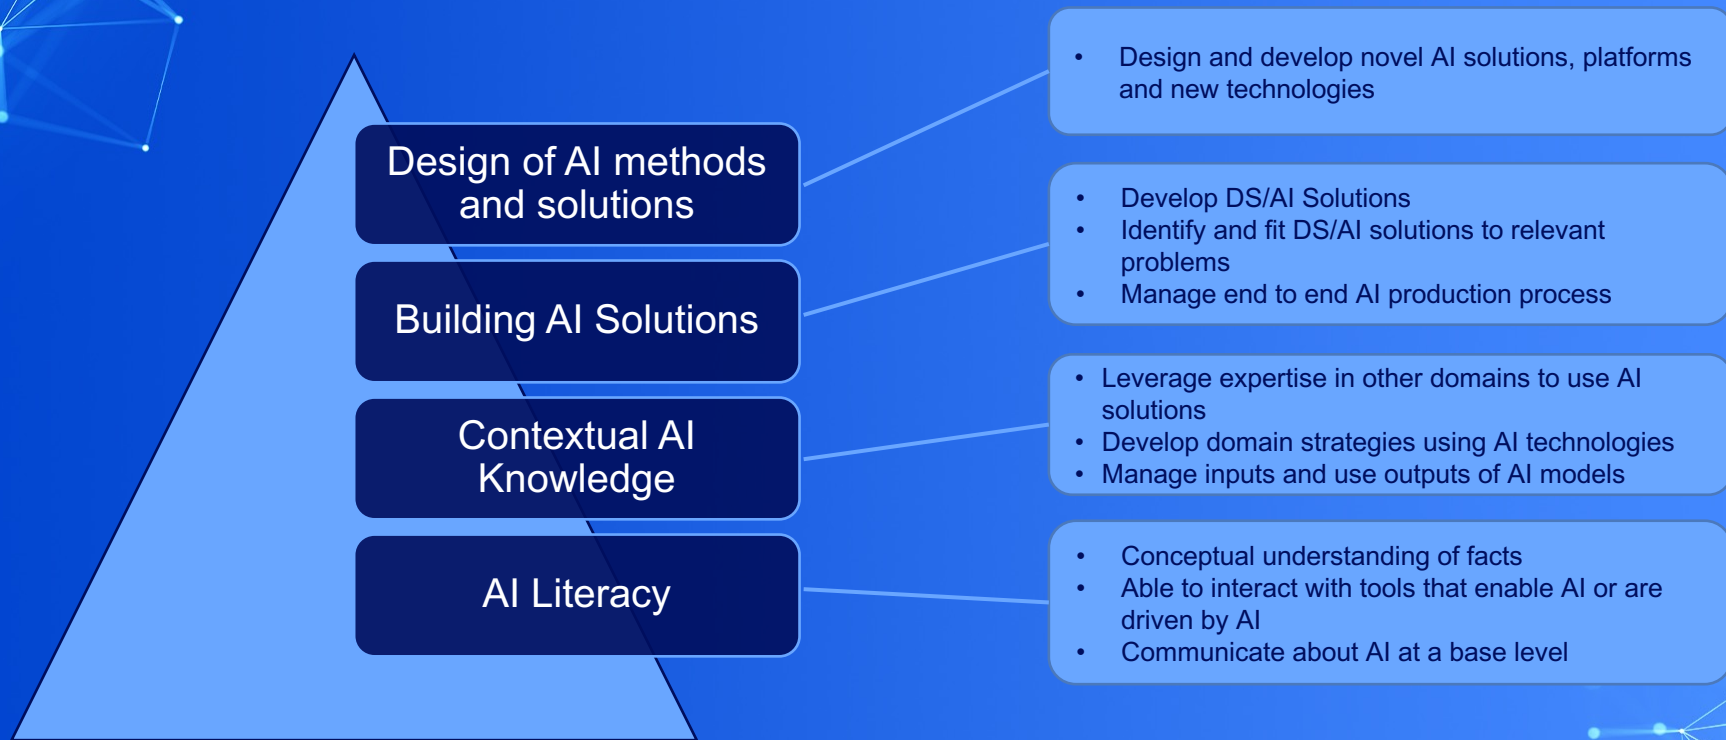 Design of AI methods
and solutions
• Design and develop novel AI solutions, platforms
and new technologies
Building AI Solutions
• Develop DS/AI Solutions
• Identify and fit DS/AI solutions to relevant
problems
• Manage end to end AI production process
Contextual AI
Knowledge
• Leverage expertise in other domains to use AI
solutions
• Develop domain strategies using AI technologies
• Manage inputs and use outputs of AI models
AI Literacy
• Conceptual understanding of facts
• Able to interact with tools that enable AI or are
driven by AI
• Communicate about AI at a base level